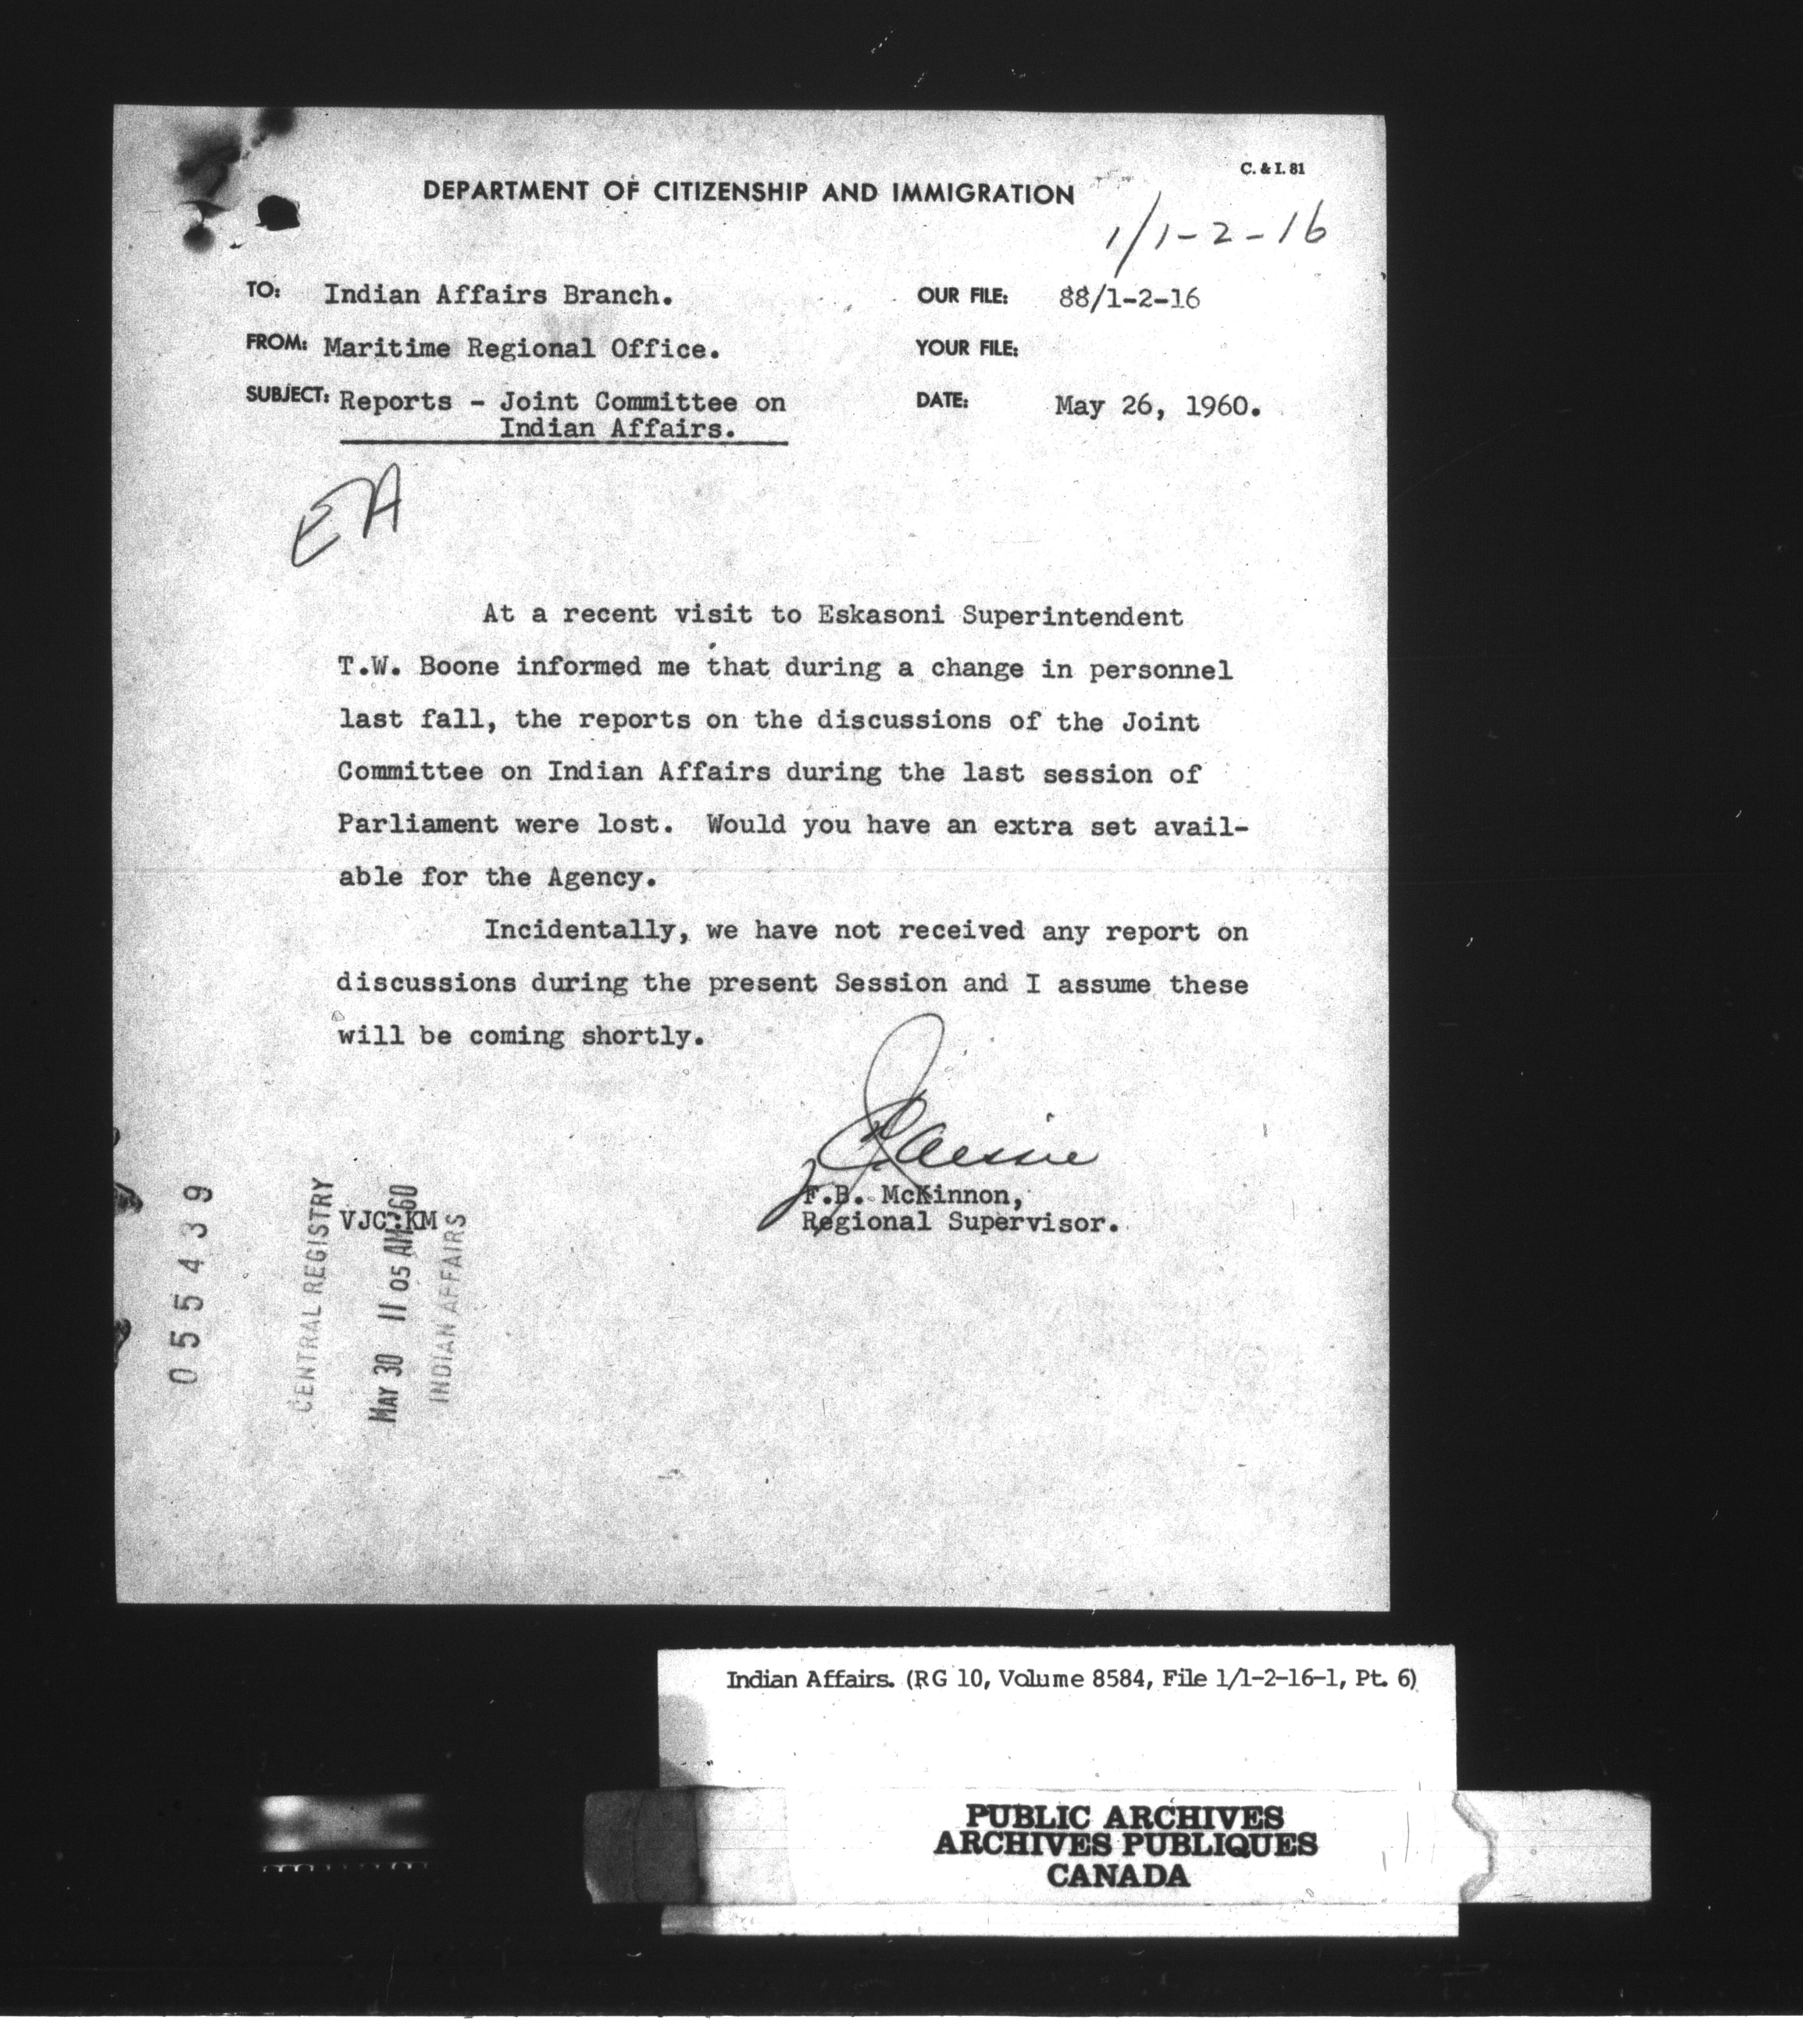 C. & I. 81
DEPARTMENT OF CITIZENSHIP AND IMMIGRATION
1/1-2-16
TO: Indian Affairs Branch.
OUR FILE: 88/1-2-16
FROM: Maritime Regional Office.
YOUR FILE:
SUBJECT: Reports - Joint Committee on
Indian Affairs.
DATE: May 26, 1960.
EA
At a recent visit to Eskasoni Superintendent
T.W. Boone informed me that during a change in personnel
last fall, the reports on the discussions of the Joint
Committee on Indian Affairs during the last session of
Parliament were lost. Would you have an extra set avail-
able for the Agency.
Incidentally, we have not received any report on
discussions during the present Session and I assume these
will be coming shortly.
F.B. McKinnon,
Regional Supervisor.
VJC:KM
055439
CENTRAL REGISTRY
MAY 30 11 05 AM '60
INDIAN AFFAIRS
Indian Affairs. (RG 10, Volume 8584, File 1/1-2-16-1, Pt. 6)
PUBLIC ARCHIVES
ARCHIVES PUBLIQUES
CANADA